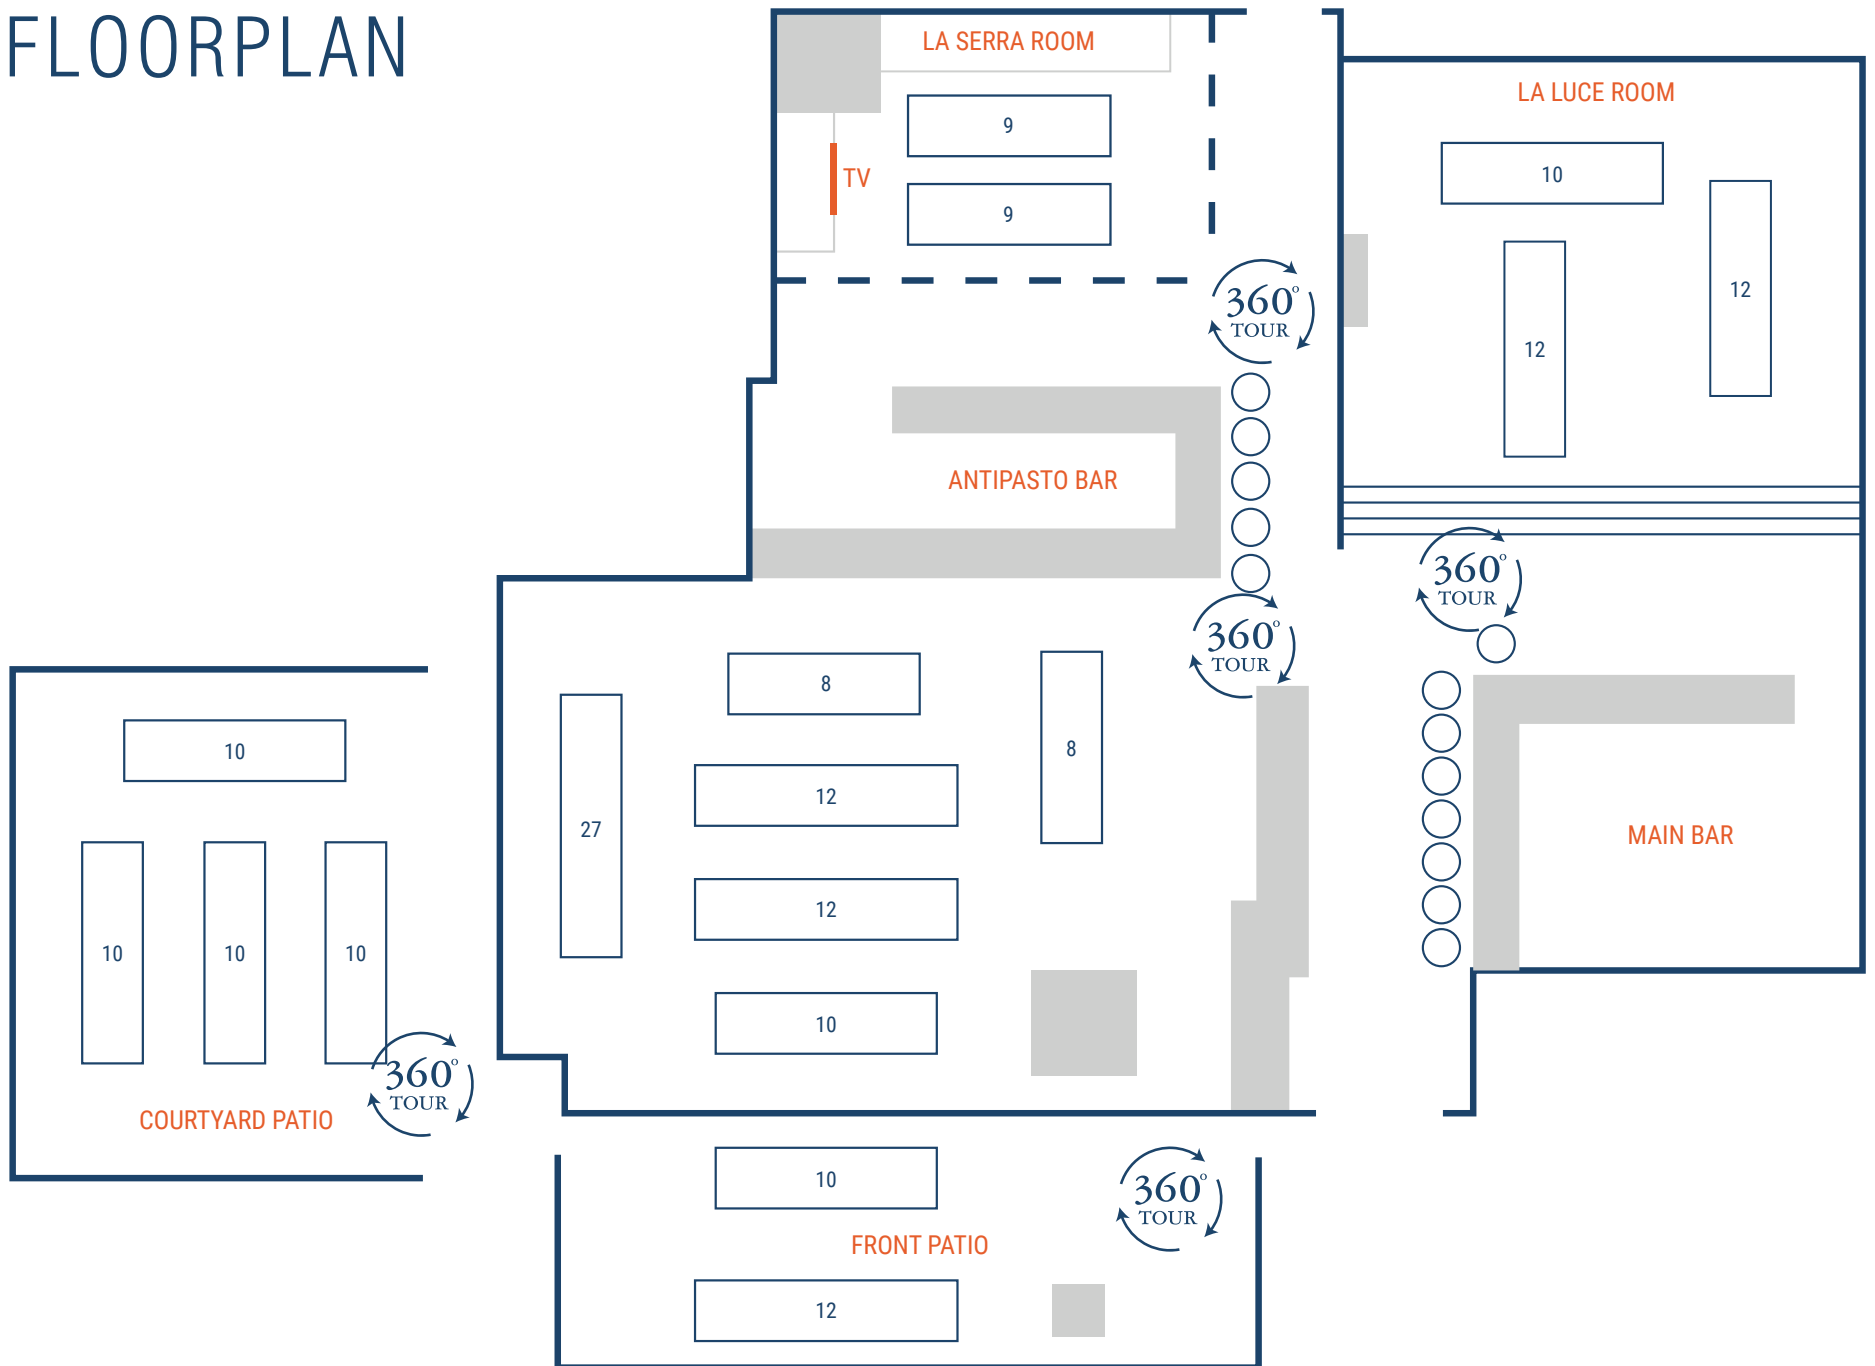 FLOORPLAN
LA SERRA ROOM
9
TV
9
LA LUCE ROOM
10
12
12
360°
TOUR
ANTIPASTO BAR
360°
TOUR
360°
TOUR
8
8
27
12
12
10
MAIN BAR
10
10
10
10
360°
TOUR
COURTYARD PATIO
10
360°
TOUR
FRONT PATIO
12